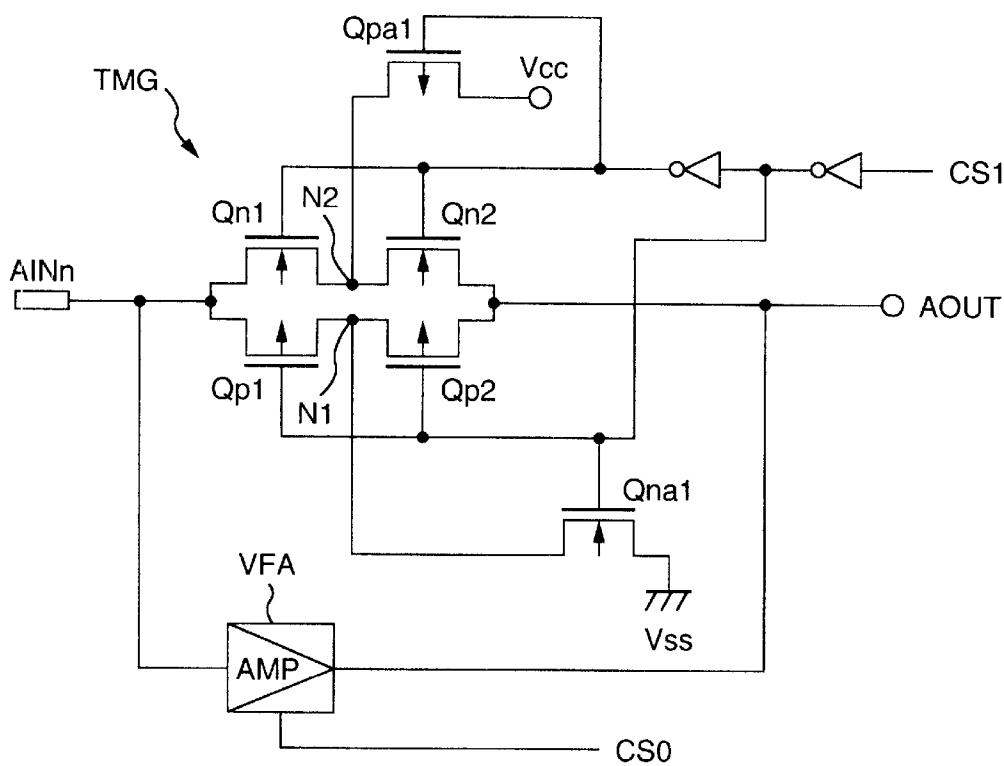 Qpa1
Vcc
TMG
CS1
N2
Qn1
Qn2
AINn
AOUT
Qp1
Qp2
N1
Qna1
VFA
Vss
AMP
CS0